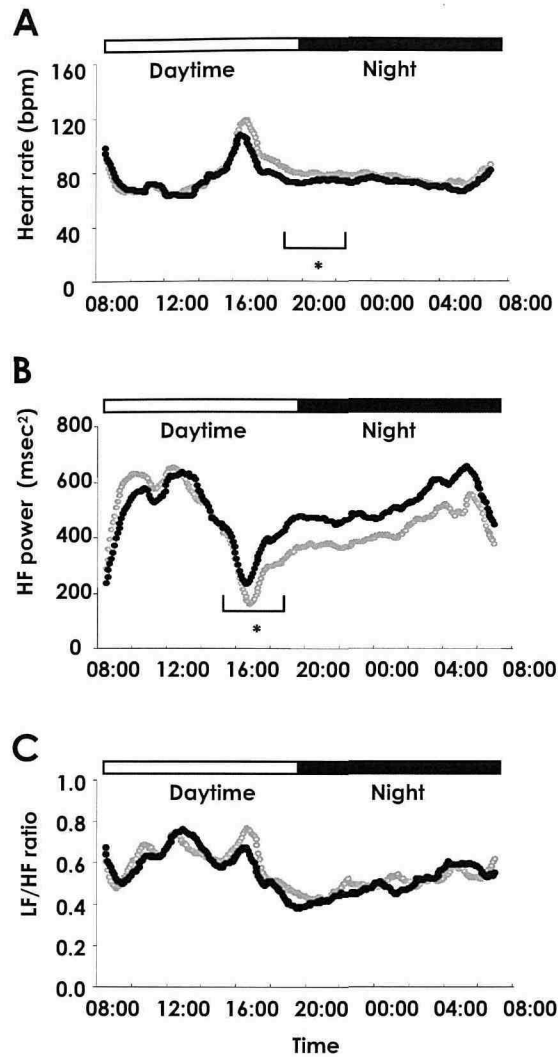 A
Daytime Night
Heart rate (bpm)
160
120
80
40
0
*
08:00 12:00 16:00 20:00 00:00 04:00 08:00
B
Daytime Night
HF power (msec²)
800
600
400
200
0
*
08:00 12:00 16:00 20:00 00:00 04:00 08:00
C
Daytime Night
LF/HF ratio
1.0
0.8
0.6
0.4
0.2
0.0
08:00 12:00 16:00 20:00 00:00 04:00 08:00
Time